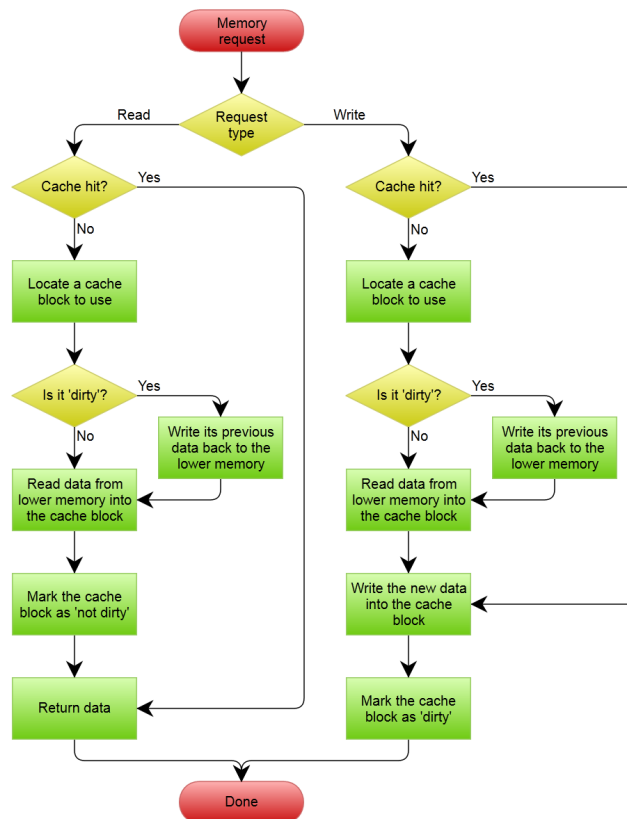 Memory
request
Request
type
Read
Write
Cache hit?
Yes
No
Locate a cache
block to use
Is it 'dirty'?
Yes
No
Write its previous
data back to the
lower memory
Read data from
lower memory into
the cache block
Mark the cache
block as 'not dirty'
Return data
Cache hit?
Yes
No
Locate a cache
block to use
Is it 'dirty'?
Yes
No
Write its previous
data back to the
lower memory
Read data from
lower memory into
the cache block
Write the new data
into the cache
block
Mark the cache
block as 'dirty'
Done